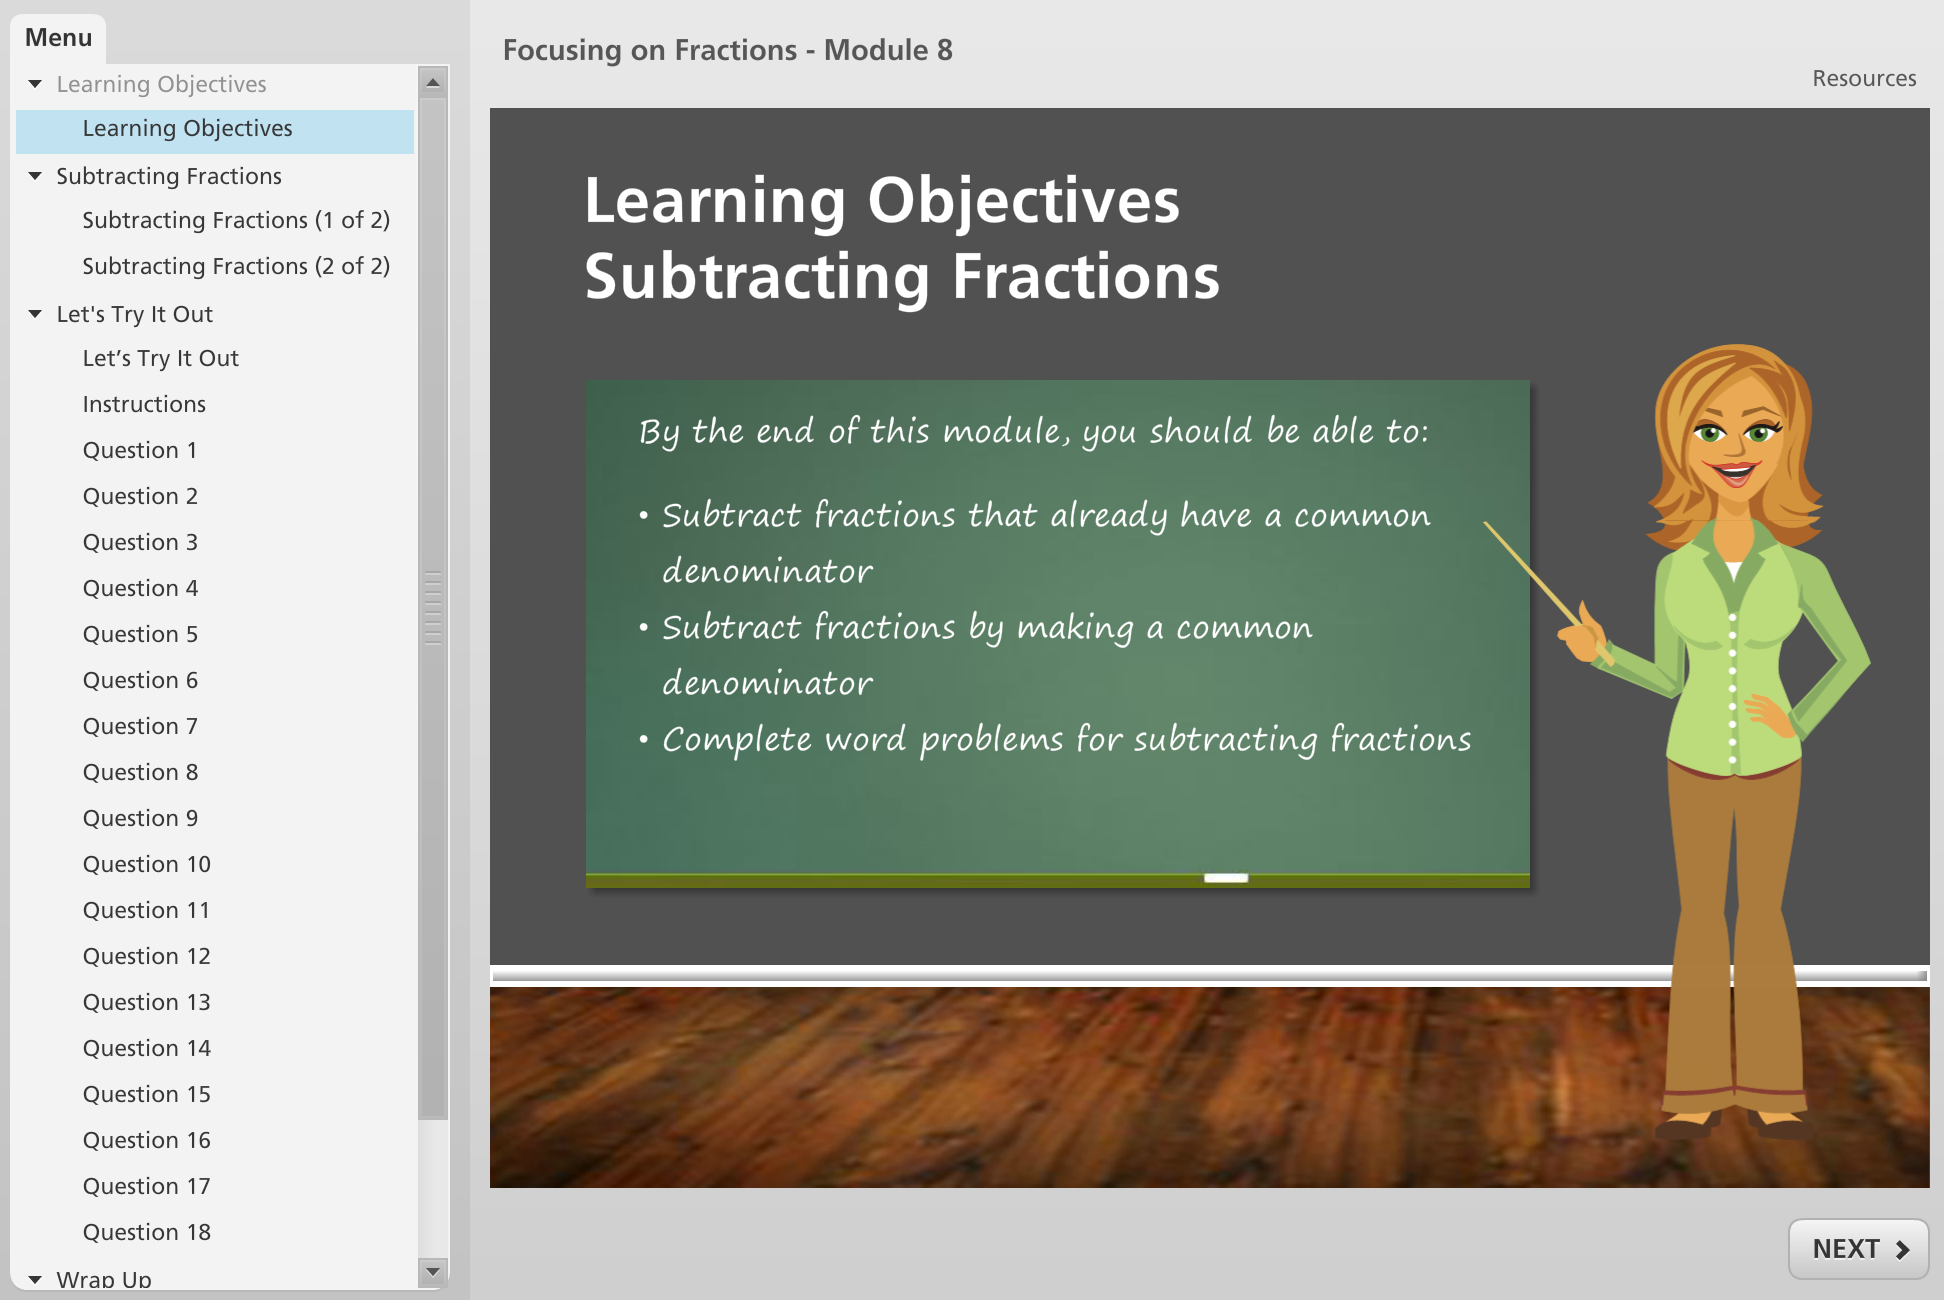 Menu
Learning Objectives
Learning Objectives
Subtracting Fractions
Subtracting Fractions (1 of 2)
Subtracting Fractions (2 of 2)
Let's Try It Out
Let’s Try It Out
Instructions
Question 1
Question 2
Question 3
Question 4
Question 5
Question 6
Question 7
Question 8
Question 9
Question 10
Question 11
Question 12
Question 13
Question 14
Question 15
Question 16
Question 17
Question 18
Wrap Up
Focusing on Fractions - Module 8
Resources
Learning Objectives
Subtracting Fractions
By the end of this module, you should be able to:
• Subtract fractions that already have a common
denominator
• Subtract fractions by making a common
denominator
• Complete word problems for subtracting fractions
NEXT